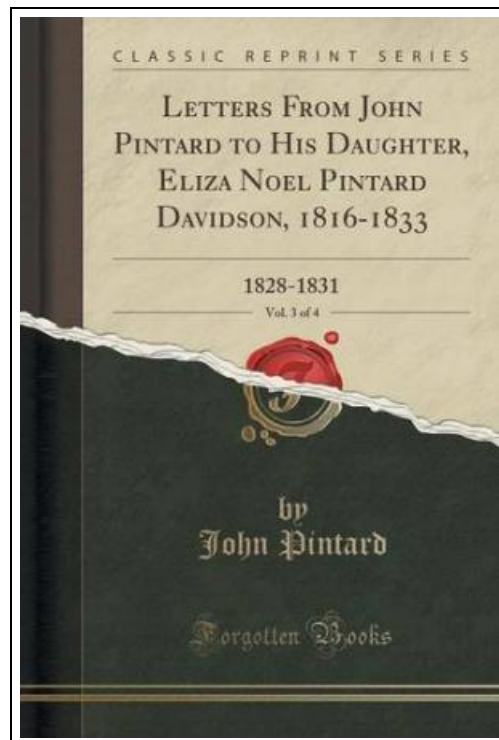 CLASSIC REPRINT SERIES
LETTERS FROM JOHN
PINTARD TO HIS DAUGHTER,
ELIZA NOEL PINTARD
DAVIDSON, 1816-1833
1828-1831
Vol. 3 of 4
by
John Pintard
Forgotten Books